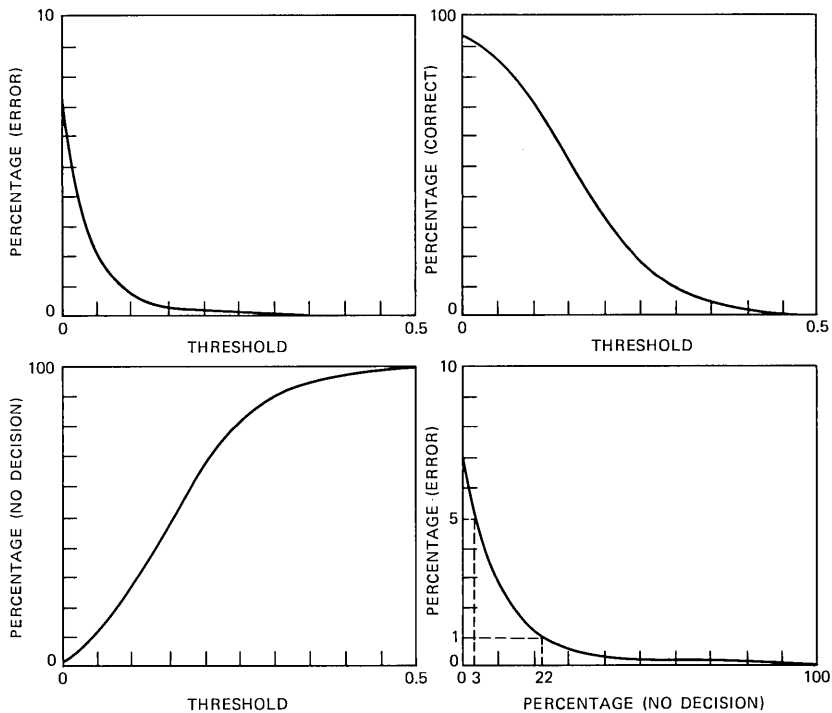 10
PERCENTAGE (ERROR)
0
0
0.5
THRESHOLD
100
PERCENTAGE (CORRECT)
0
0
0.5
THRESHOLD
100
PERCENTAGE (NO DECISION)
0
0
0.5
THRESHOLD
10
PERCENTAGE (ERROR)
5
1
0
0 3 22 100
PERCENTAGE (NO DECISION)